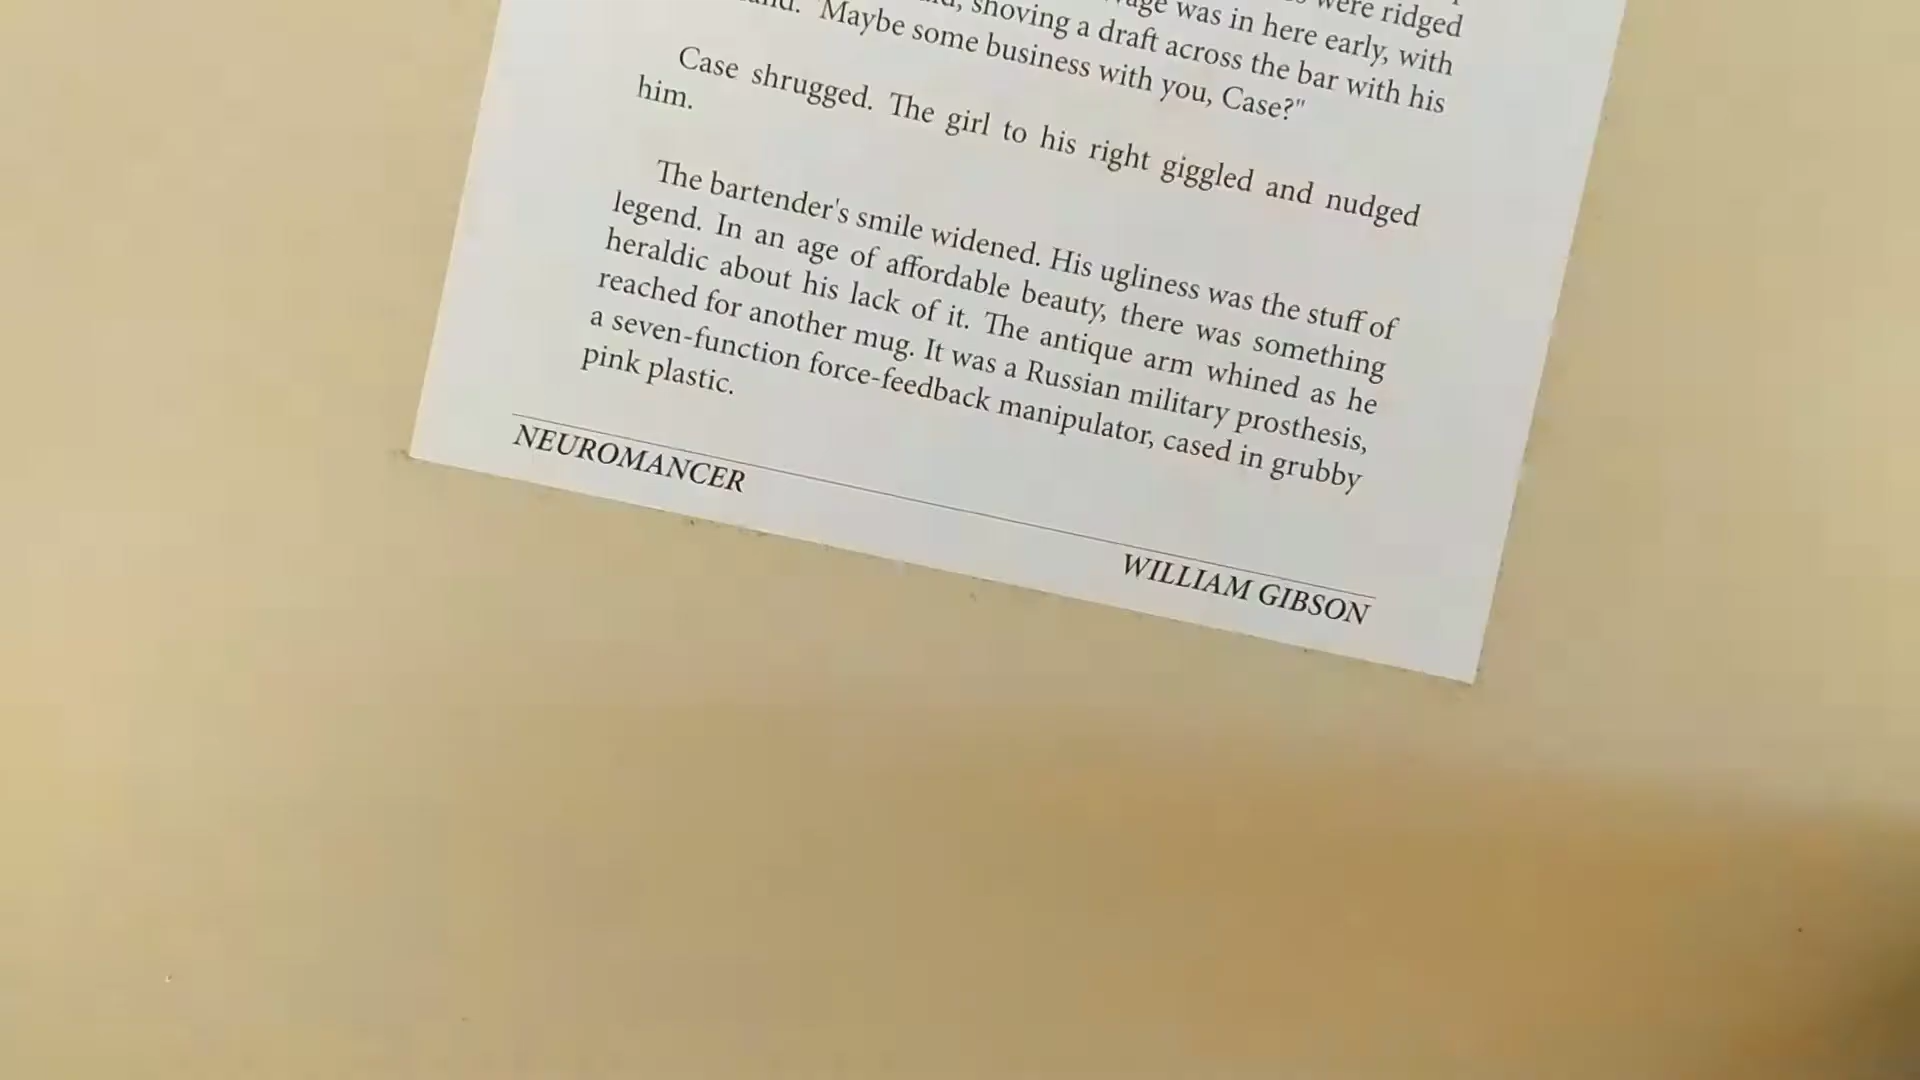 were ridged
was in here early, with
shoving a draft across the bar with his
"Maybe some business with you, Case?"
Case shrugged. The girl to his right giggled and nudged
him.
The bartender's smile widened. His ugliness was the stuff of
legend. In an age of affordable beauty, there was something
heraldic about his lack of it. The antique arm whined as he
reached for another mug. It was a Russian military prosthesis,
a seven-function force-feedback manipulator, cased in grubby
pink plastic.
NEUROMANCER
WILLIAM GIBSON